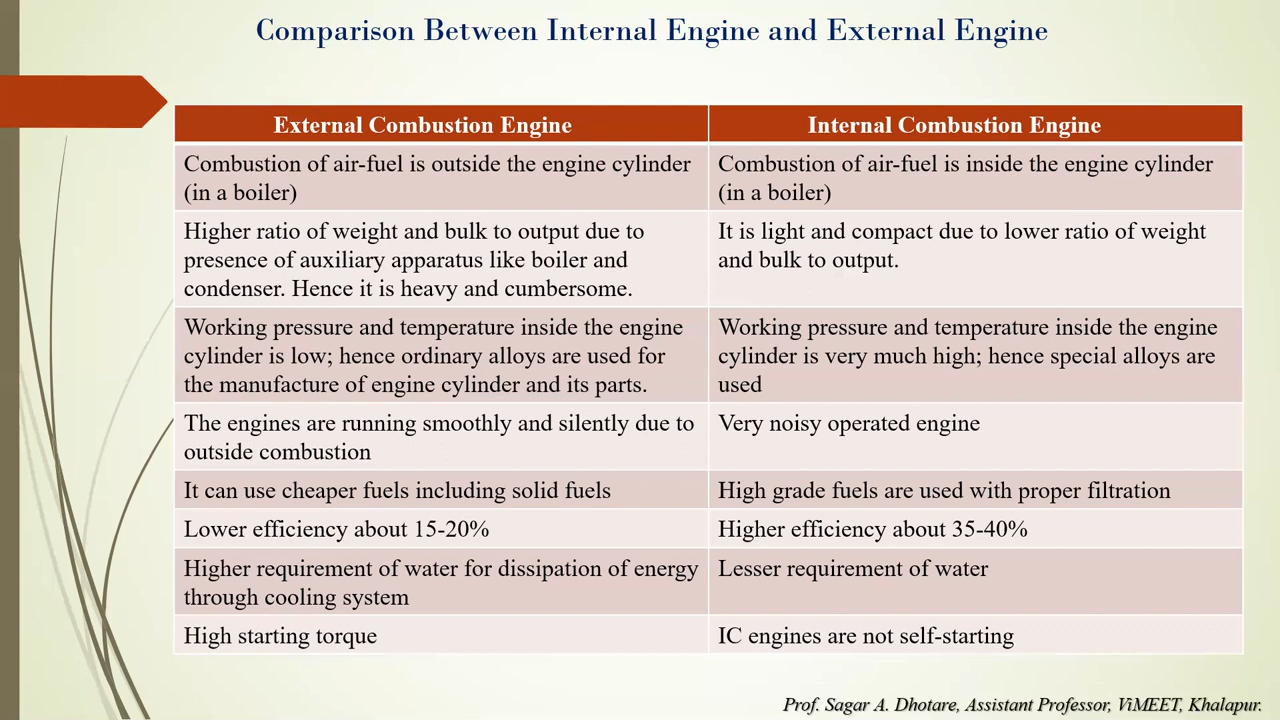 Comparison Between Internal Engine and External Engine
External Combustion Engine
Internal Combustion Engine
Combustion of air-fuel is outside the engine cylinder
(in a boiler)
Combustion of air-fuel is inside the engine cylinder
(in a boiler)
Higher ratio of weight and bulk to output due to
presence of auxiliary apparatus like boiler and
condenser. Hence it is heavy and cumbersome.
It is light and compact due to lower ratio of weight
and bulk to output.
Working pressure and temperature inside the engine
cylinder is low; hence ordinary alloys are used for
the manufacture of engine cylinder and its parts.
Working pressure and temperature inside the engine
cylinder is very much high; hence special alloys are
used
The engines are running smoothly and silently due to
outside combustion
Very noisy operated engine
It can use cheaper fuels including solid fuels
High grade fuels are used with proper filtration
Lower efficiency about 15-20%
Higher efficiency about 35-40%
Higher requirement of water for dissipation of energy
through cooling system
Lesser requirement of water
High starting torque
IC engines are not self-starting
Prof. Sagar A. Dhotare, Assistant Professor, ViMEET, Khalapur.